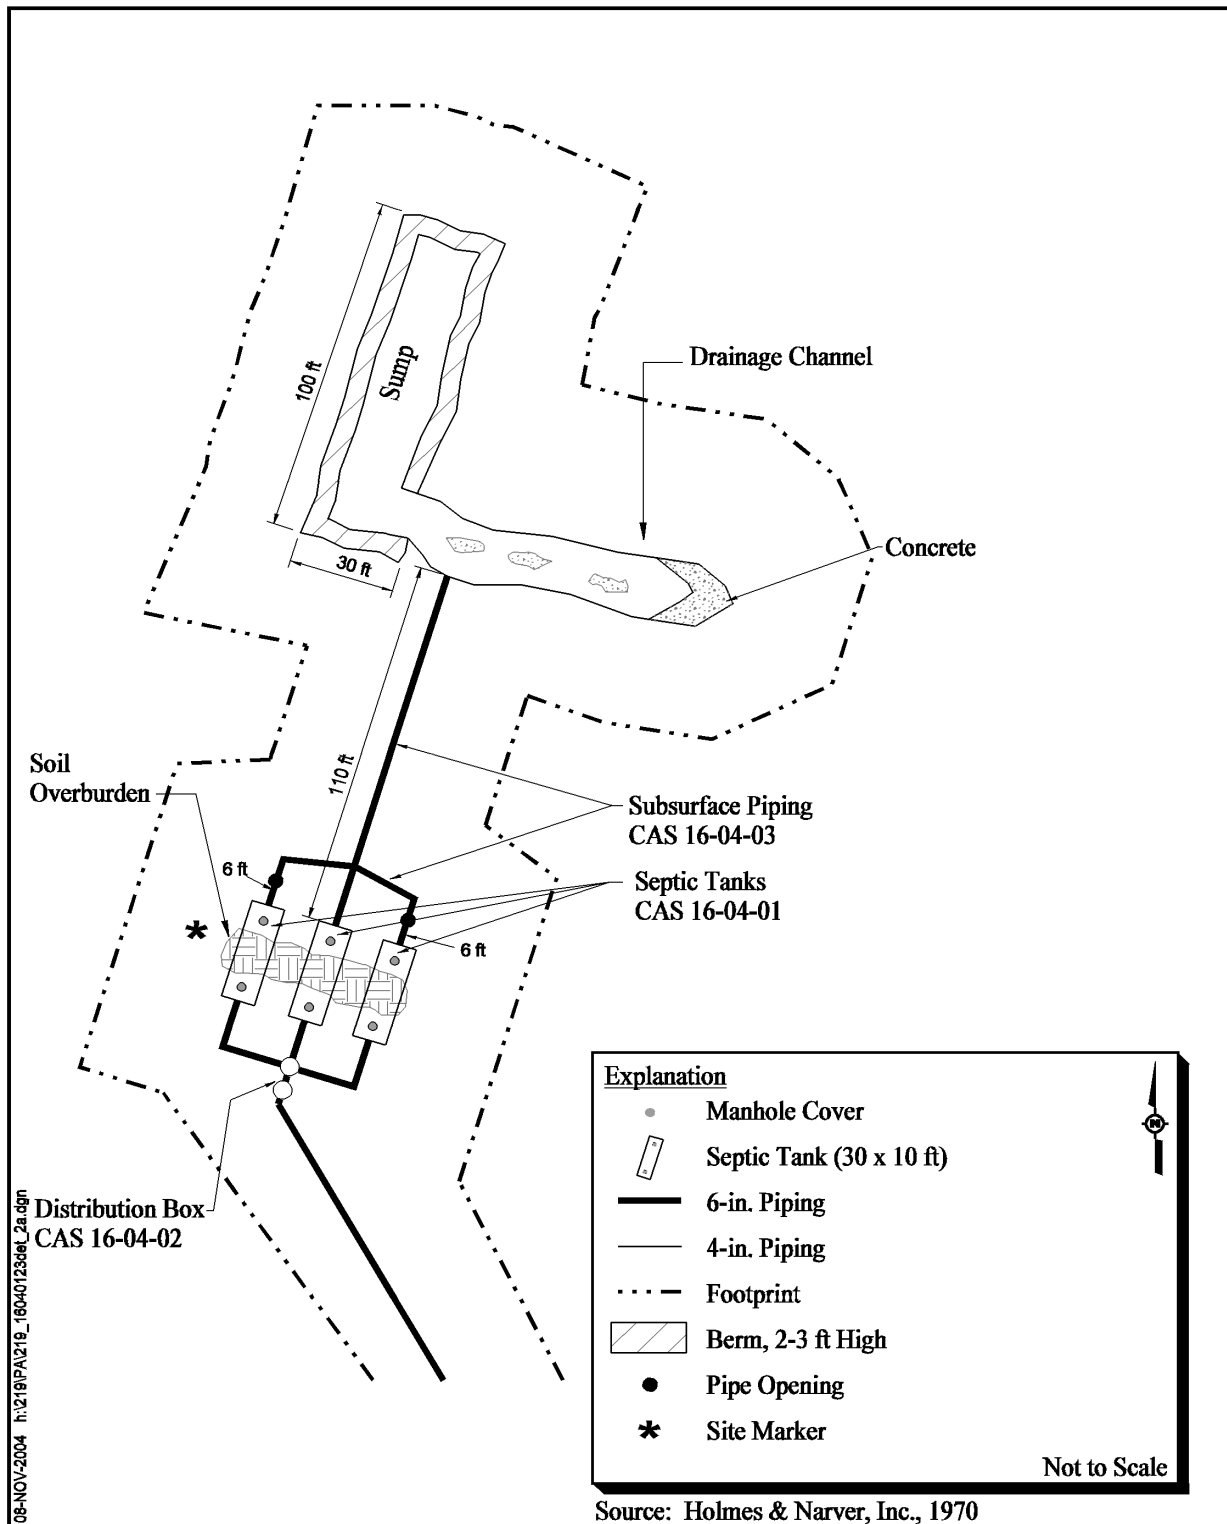 Drainage Channel
100 ft
Sump
Concrete
30 ft
110 ft
Soil
Overburden
Subsurface Piping
CAS 16-04-03
6 ft
Septic Tanks
CAS 16-04-01
*
6 ft
Distribution Box
CAS 16-04-02
Explanation
N
Manhole Cover
Septic Tank (30 x 10 ft)
6-in. Piping
4-in. Piping
Footprint
Berm, 2-3 ft High
Pipe Opening
* Site Marker
Not to Scale
Source: Holmes & Narver, Inc., 1970
08-NOV-2004 h:\219\PA\219_16040123det_2a.dgn